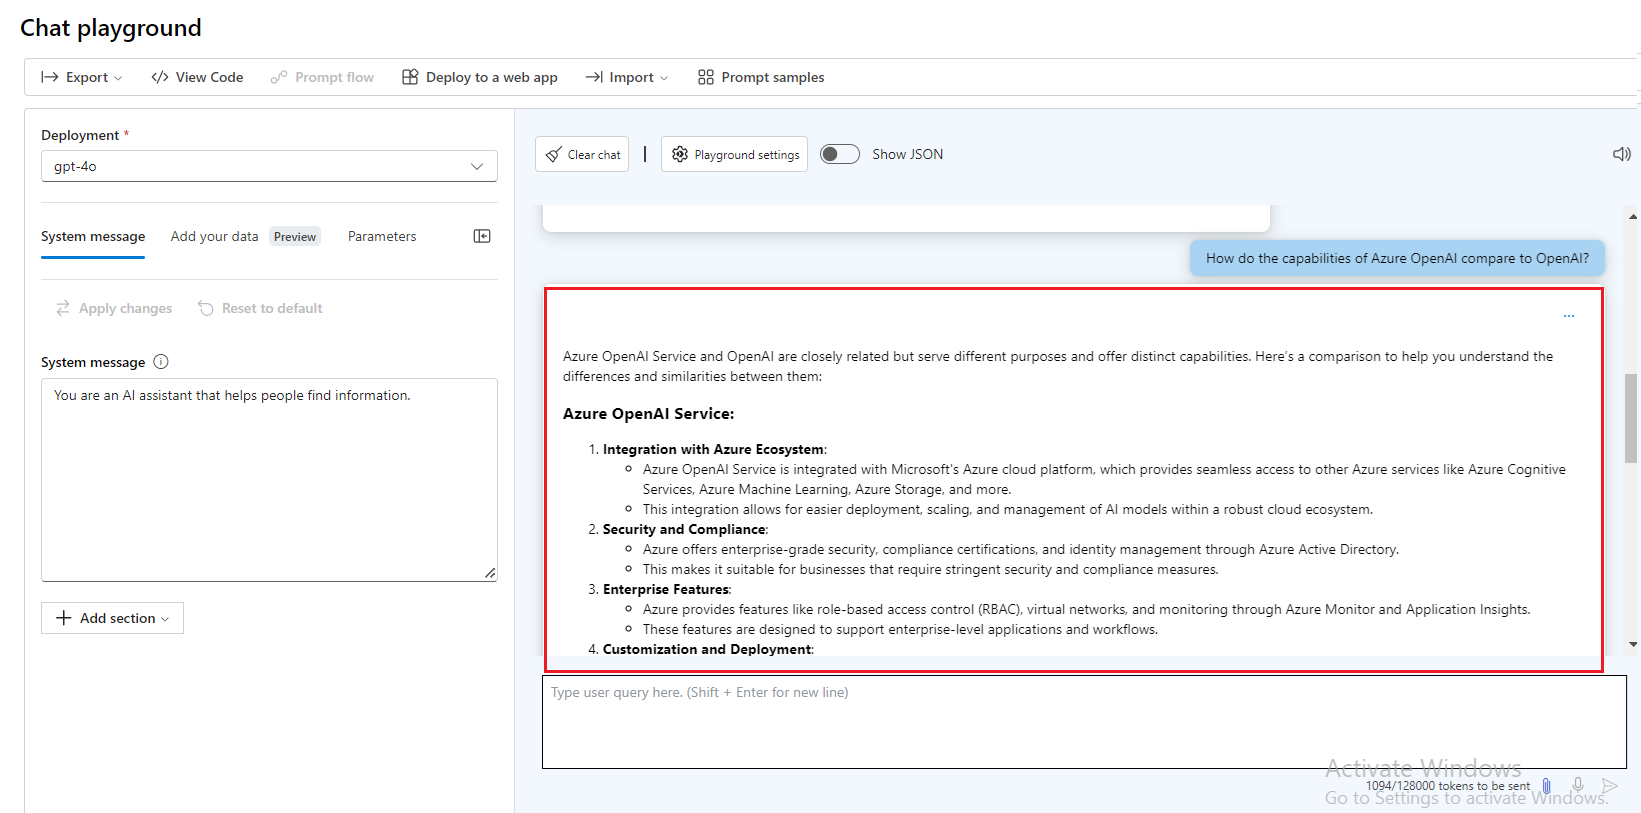 Chat playground
Export
View Code
Prompt flow
Deploy to a web app
Import
Prompt samples
Deployment *
gpt-4o
System message
Add your data
Preview
Parameters
Apply changes
Reset to default
System message
You are an AI assistant that helps people find information.
Add section
Clear chat
Playground settings
Show JSON
How do the capabilities of Azure OpenAI compare to OpenAI?
...
Azure OpenAI Service and OpenAI are closely related but serve different purposes and offer distinct capabilities. Here's a comparison to help you understand the
differences and similarities between them:
Azure OpenAI Service:
1. Integration with Azure Ecosystem:
Azure OpenAI Service is integrated with Microsoft's Azure cloud platform, which provides seamless access to other Azure services like Azure Cognitive
Services, Azure Machine Learning, Azure Storage, and more.
This integration allows for easier deployment, scaling, and management of AI models within a robust cloud ecosystem.
2. Security and Compliance:
Azure offers enterprise-grade security, compliance certifications, and identity management through Azure Active Directory.
This makes it suitable for businesses that require stringent security and compliance measures.
3. Enterprise Features:
Azure provides features like role-based access control (RBAC), virtual networks, and monitoring through Azure Monitor and Application Insights.
These features are designed to support enterprise-level applications and workflows.
4. Customization and Deployment:
Type user query here. (Shift + Enter for new line)
Activate Windows
1094/128000 tokens to be sent
Go to Settings to activate Windows.